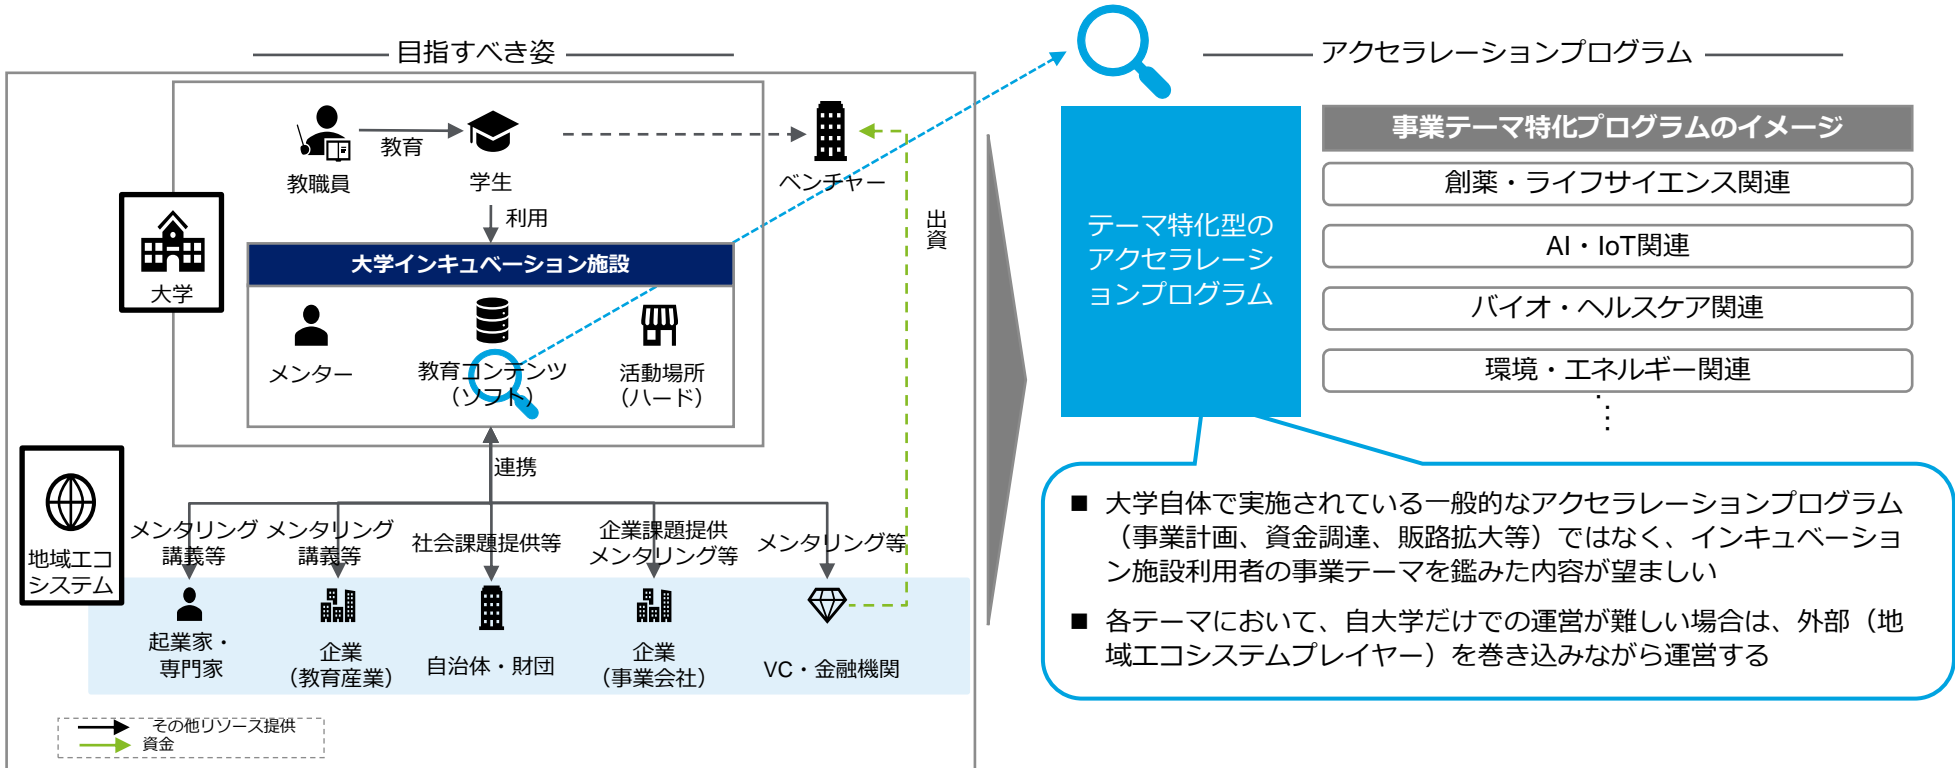 目指すべき姿
アクセラレーションプログラム
教育
教職員
学生
ベンチャー
利用
出資
大学
大学インキュベーション施設
メンター
教育コンテンツ
（ソフト）
活動場所
（ハード）
連携
地域エコ
システム
メンタリング
講義等
メンタリング
講義等
社会課題提供等
企業課題提供
メンタリング等
メンタリング等
起業家・
専門家
企業
（教育産業）
自治体・財団
企業
（事業会社）
VC・金融機関
その他リソース提供
資金
テーマ特化型の
アクセラレーシ
ョンプログラム
事業テーマ特化プログラムのイメージ
創薬・ライフサイエンス関連
AI・IoT関連
バイオ・ヘルスケア関連
環境・エネルギー関連
⋮
■ 大学自体で実施されている一般的なアクセラレーションプログラム
（事業計画、資金調達、販路拡大等）ではなく、インキュベーショ
ン施設利用者の事業テーマを鑑みた内容が望ましい
■ 各テーマにおいて、自大学だけでの運営が難しい場合は、外部（地
域エコシステムプレイヤー）を巻き込みながら運営する